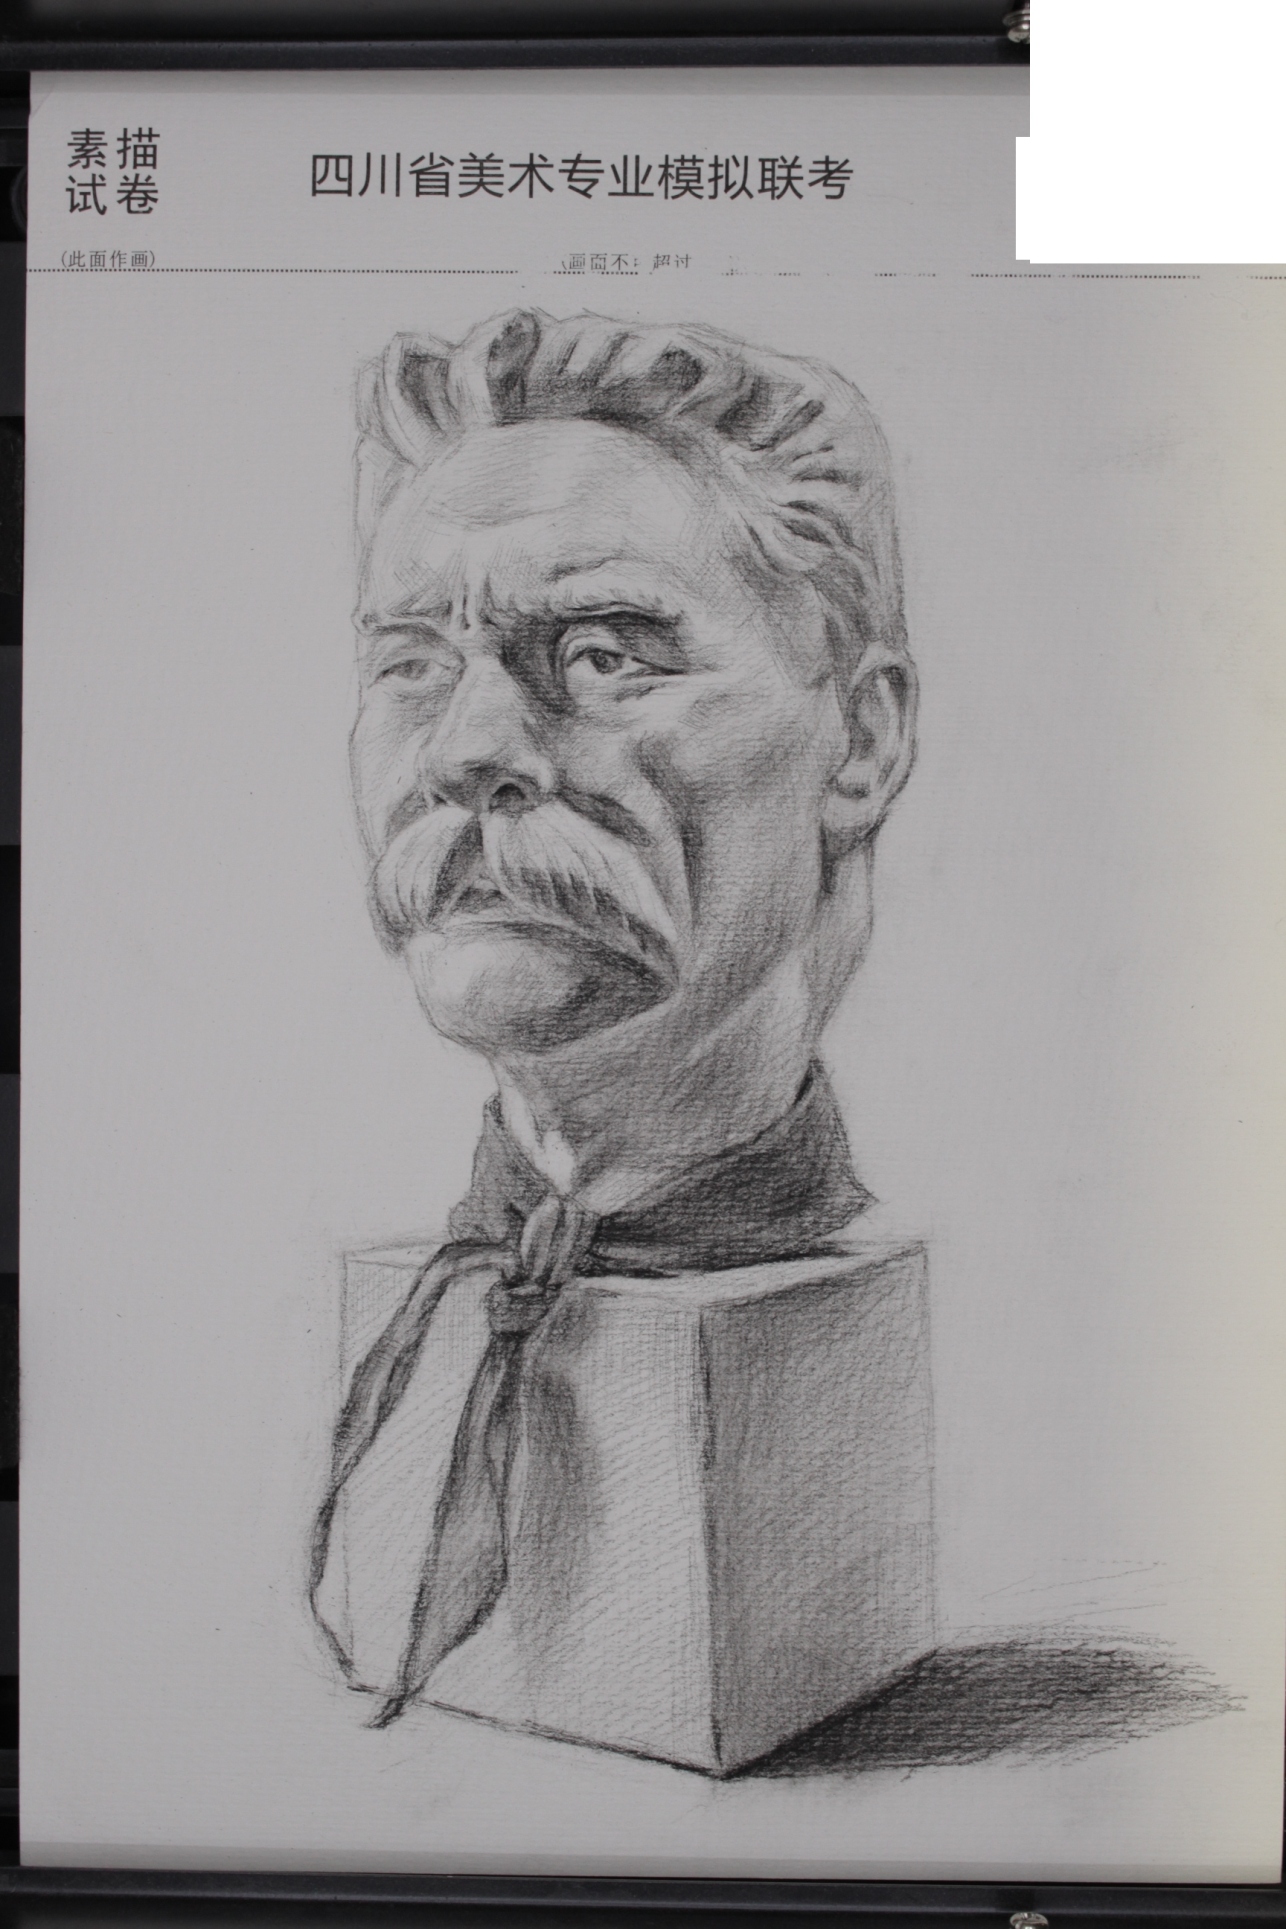 素描
试卷
四川省美术专业模拟联考
(此面作画)
(画面不 超过